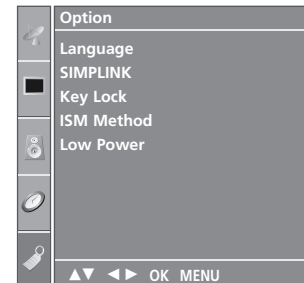 Option
Language
SIMPLINK
Key Lock
ISM Method
Low Power
▲▼ ◄► OK MENU